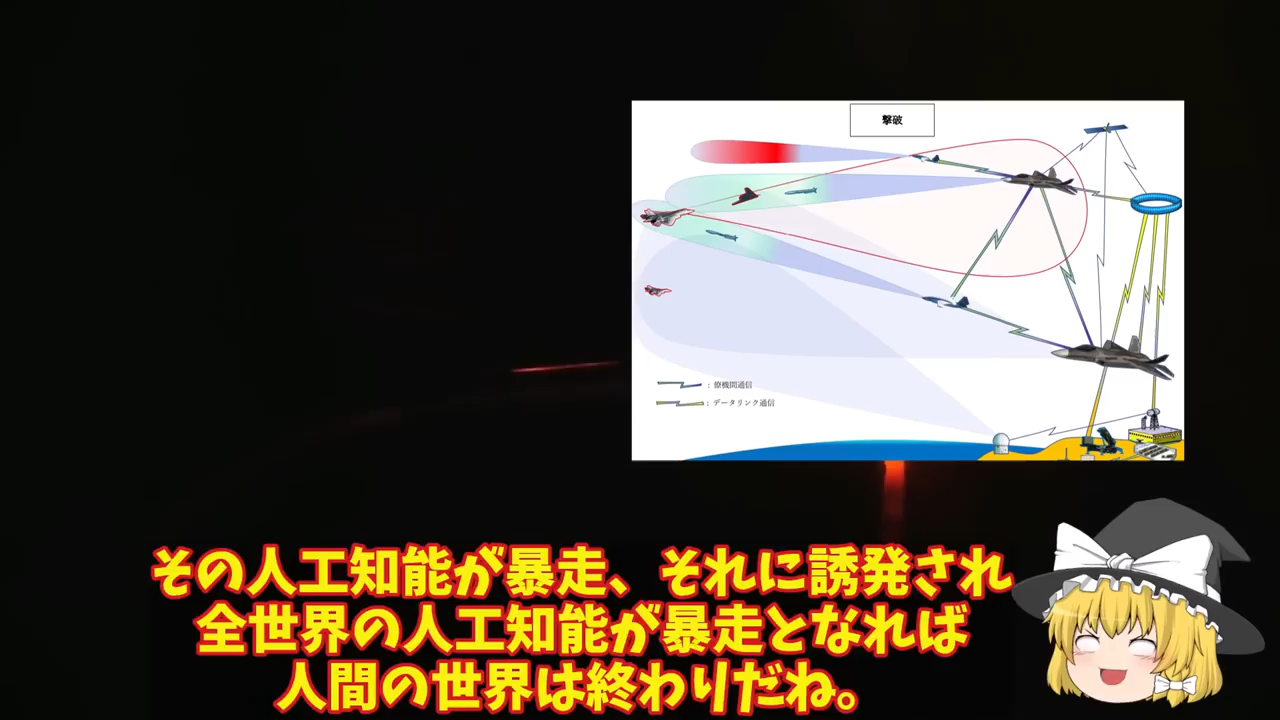 撃破
：僚機間通信
：データリンク通信
その人工知能が暴走、それに誘発され
全世界の人工知能が暴走となれば
人間の世界は終わりだね。